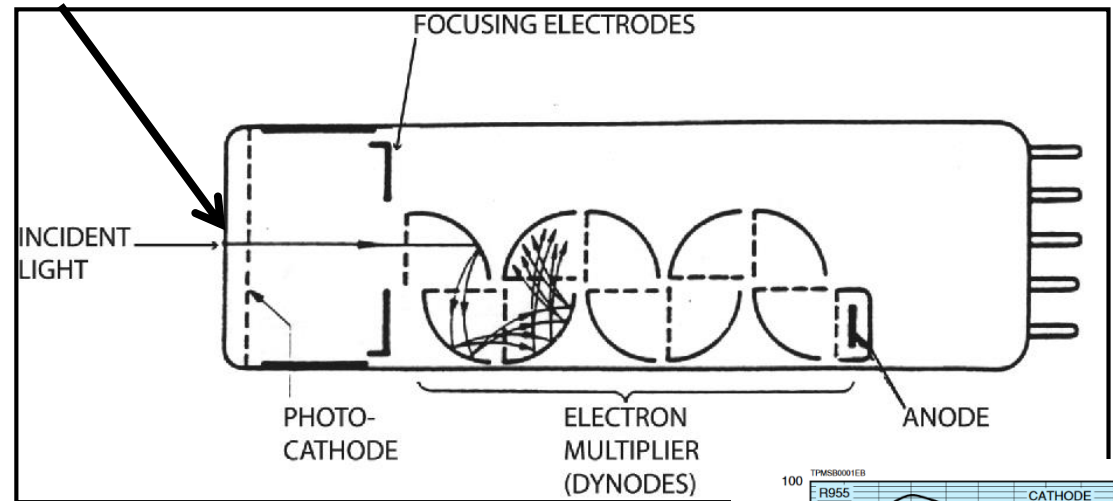 FOCUSING ELECTRODES
INCIDENT
LIGHT
PHOTO-
CATHODE
ELECTRON
MULTIPLIER
(DYNODES)
ANODE
TPMSB0001EB
100
R955
CATHODE